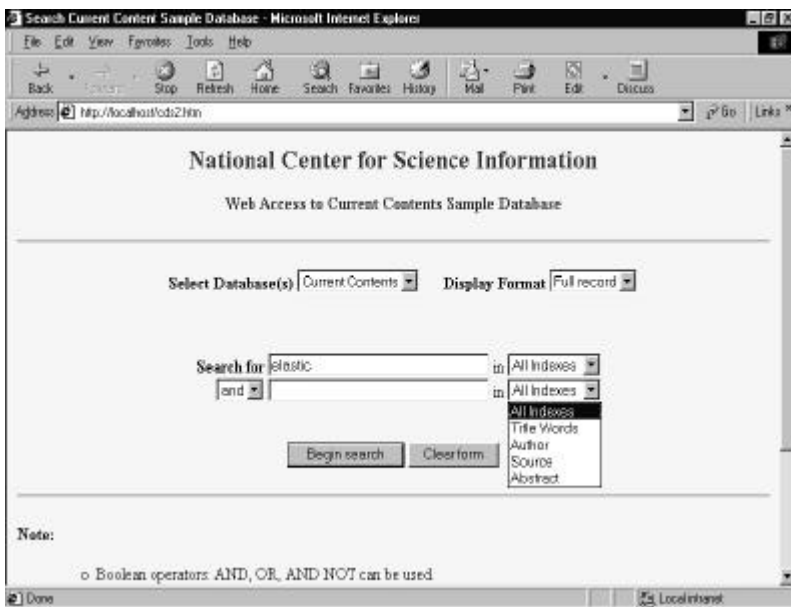 Search Current Content Sample Database - Microsoft Internet Explorer
File Edit View Favorites Tools Help
Back Stop Refresh Home Search Favorites History Mail Print Edit Discuss
Address http://localhost/cds2.htm Go Links »
National Center for Science Information
Web Access to Current Contents Sample Database
Select Database(s) Current Contents Display Format Full record
Search for elastic in All Indexes
and in All Indexes
All Indexes
Title Words
Author
Source
Abstract
Begin search Clear form
Note:
o Boolean operators: AND, OR, AND NOT can be used
Done Local intranet